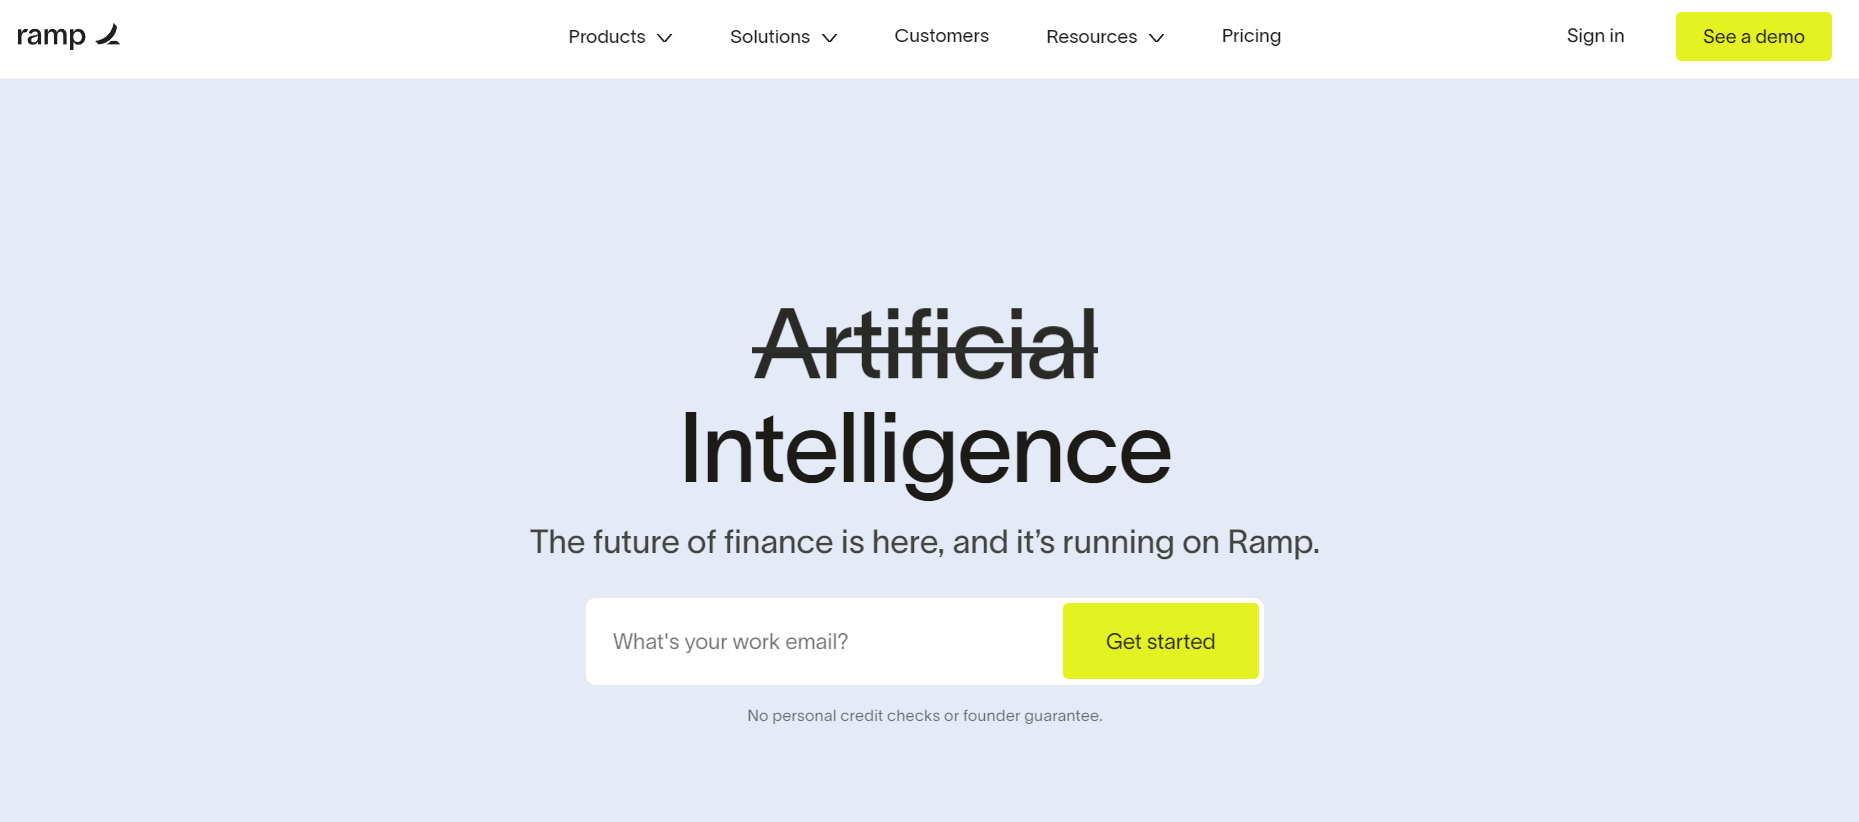 ramp
Products
Solutions
Customers
Resources
Pricing
Sign in
See a demo
Artificial
Intelligence
The future of finance is here, and it’s running on Ramp.
What's your work email?
Get started
No personal credit checks or founder guarantee.